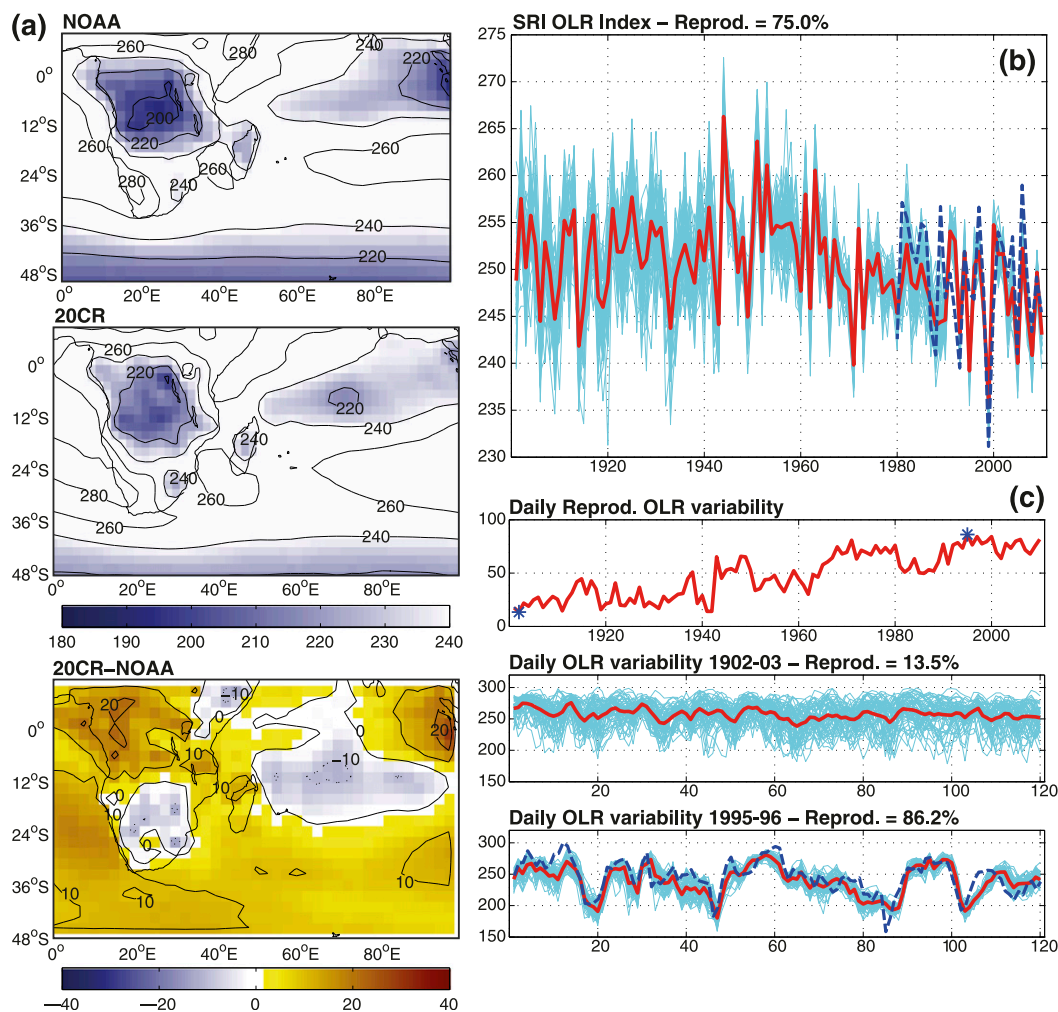 (a)
NOAA
0°
12°S
24°S
36°S
48°S
260
280
240
220
200
220
260
260
240
280
260
240
220
0°
20°E
40°E
60°E
80°E
20CR
0°
12°S
24°S
36°S
48°S
260
220
220
240
240
240
280
260
260
240
0°
20°E
40°E
60°E
80°E
180 190 200 210 220 230 240
20CR−NOAA
0°
12°S
24°S
36°S
48°S
20
−10
0
10
0
20
−10
0
10
10
0
10
10
10
0°
20°E
40°E
60°E
80°E
−40 −20 0 20 40
SRI OLR Index − Reprod. = 75.0%
(b)
275
270
265
260
255
250
245
240
235
230
1920 1940 1960 1980 2000
(c)
Daily Reprod. OLR variability
100
50
0
1920 1940 1960 1980 2000
Daily OLR variability 1902-03 − Reprod. = 13.5%
300
250
200
150
20 40 60 80 100 120
Daily OLR variability 1995-96 − Reprod. = 86.2%
300
250
200
150
20 40 60 80 100 120